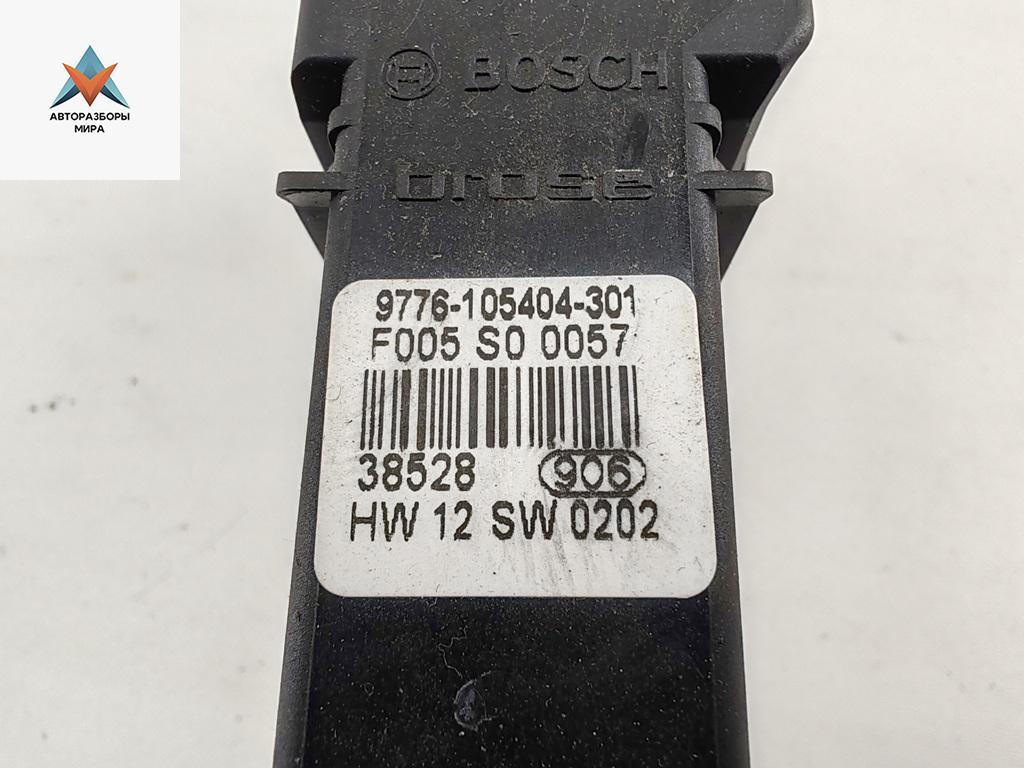 АВТОРАЗБОРЫ
МИРА
BOSCH
brose
9776-105404-301
F005 S0 0057
38528 906
HW 12 SW 0202